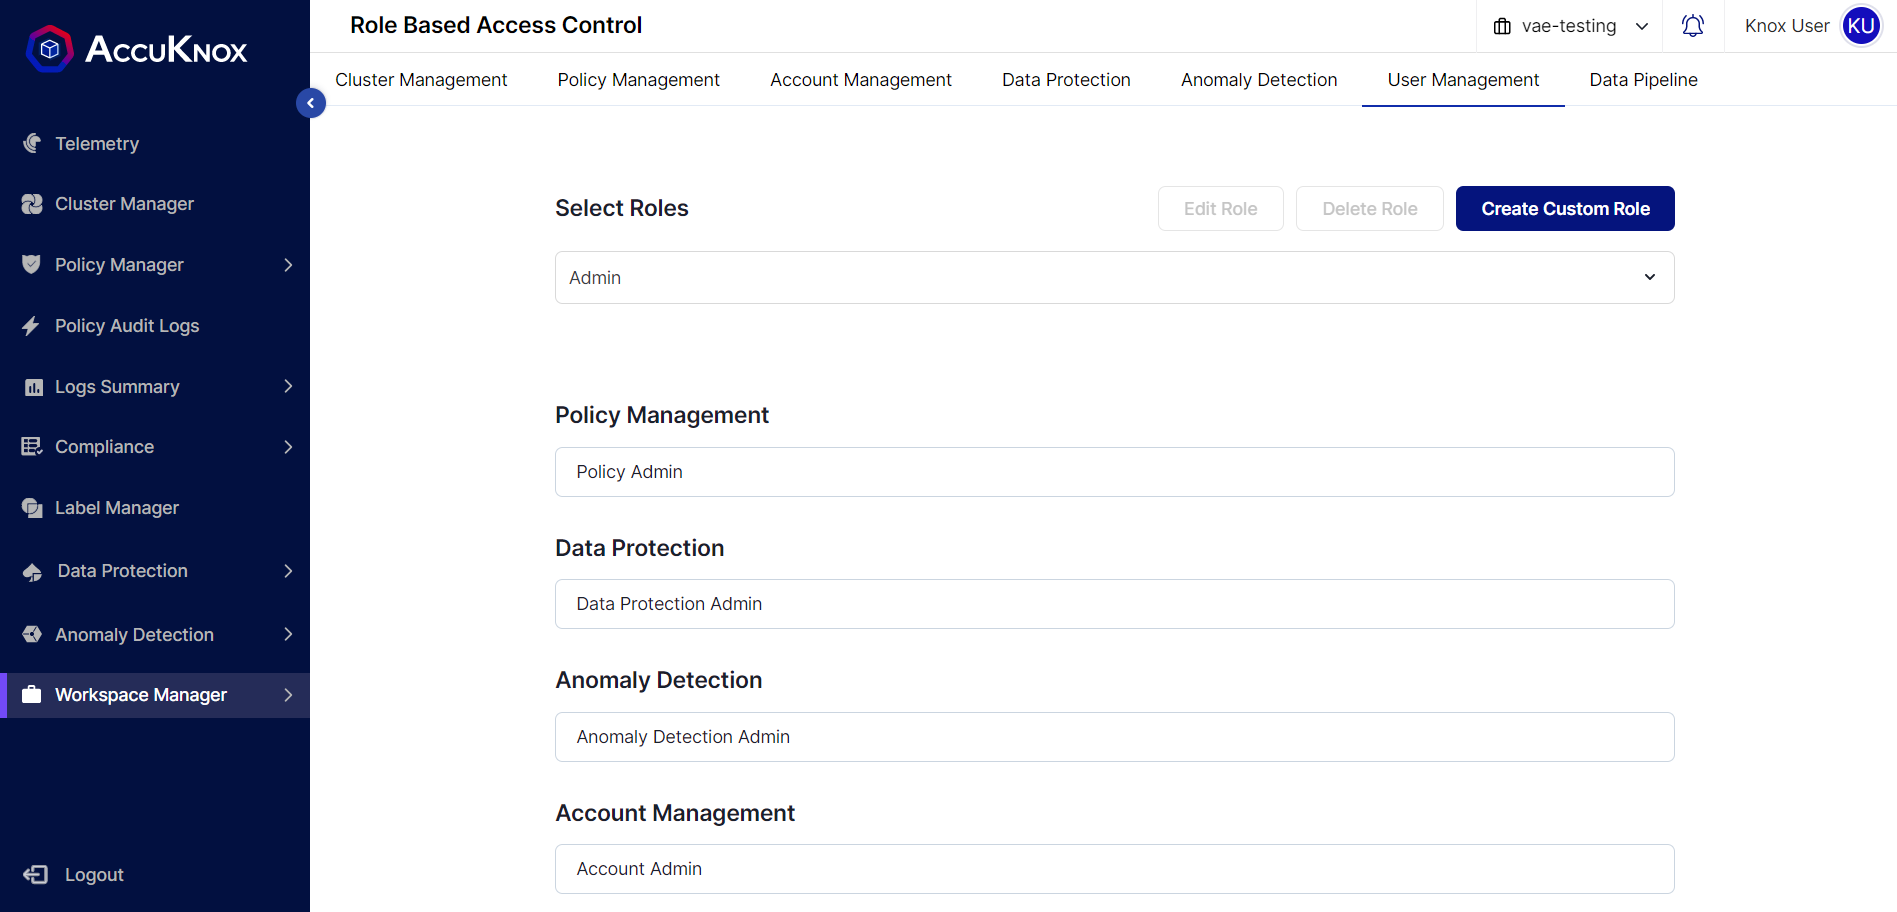 ACCUKNOX
Telemetry
Cluster Manager
Policy Manager
Policy Audit Logs
Logs Summary
Compliance
Label Manager
Data Protection
Anomaly Detection
Workspace Manager
Logout
Role Based Access Control
vae-testing
Knox User
KU
Cluster Management
Policy Management
Account Management
Data Protection
Anomaly Detection
User Management
Data Pipeline
Select Roles
Edit Role
Delete Role
Create Custom Role
Admin
Policy Management
Policy Admin
Data Protection
Data Protection Admin
Anomaly Detection
Anomaly Detection Admin
Account Management
Account Admin